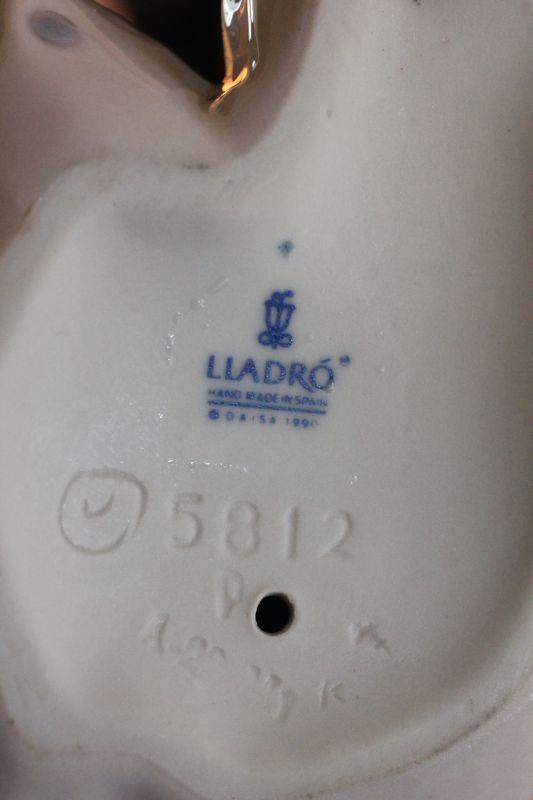 LLADRÓ
HAND MADE IN SPAIN
© DAISA 1990
5812